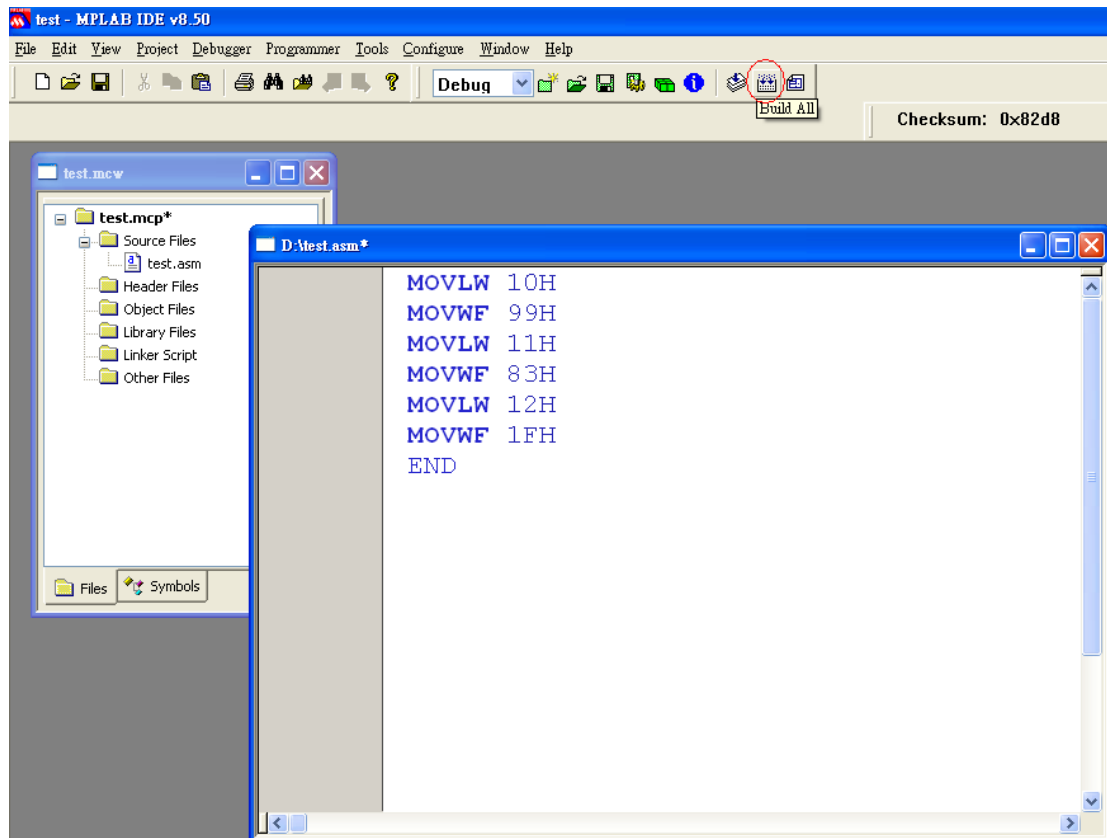 test - MPLAB IDE v8.50
File Edit View Project Debugger Programmer Tools Configure Window Help
Debug
Build All
Checksum: 0x82d8
test.mcw
test.mcp*
Source Files
test.asm
Header Files
Object Files
Library Files
Linker Script
Other Files
Files Symbols
D:\test.asm*
MOVLW 10H
MOVWF 99H
MOVLW 11H
MOVWF 83H
MOVLW 12H
MOVWF 1FH
END